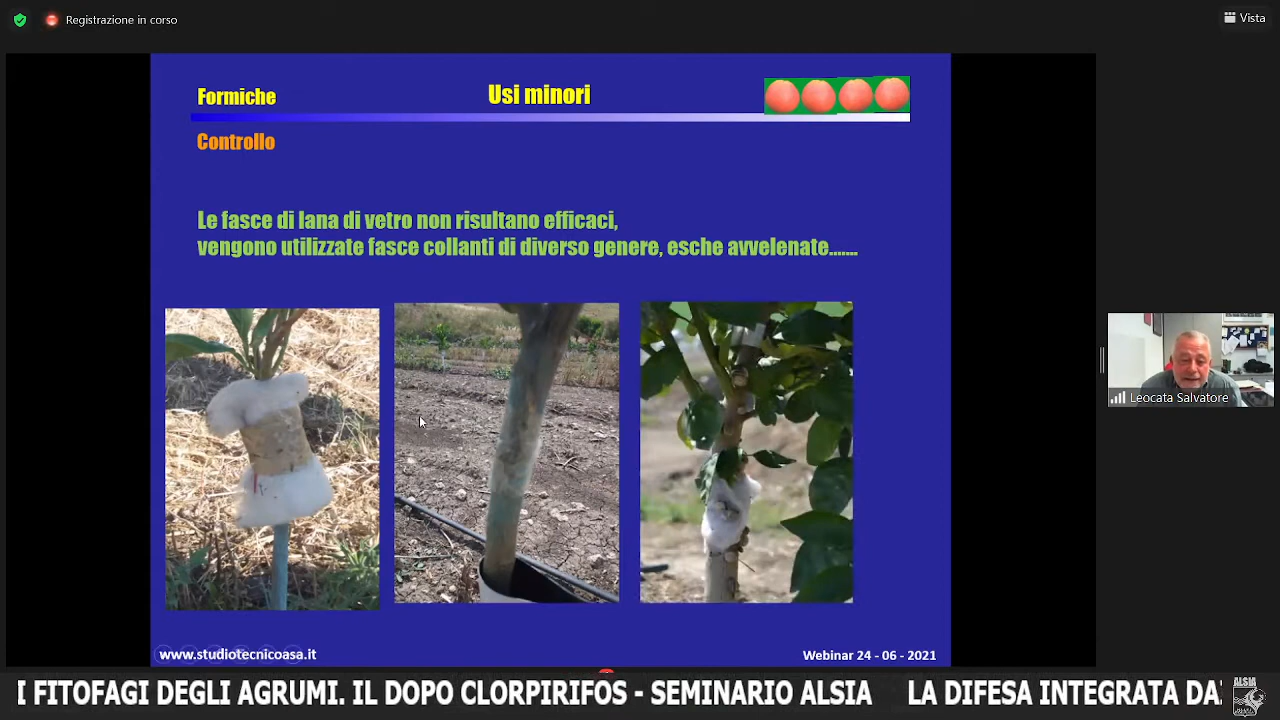 Registrazione in corso
Vista
Formiche
Usi minori
Controllo
Le fasce di lana di vetro non risultano efficaci,
vengono utilizzate fasce collanti di diverso genere, esche avvelenate.......
Leocata Salvatore
www.studiotecnicoasa.it
Webinar 24 - 06 - 2021
I FITOFAGI DEGLI AGRUMI. IL DOPO CLORPIRIFOS - SEMINARIO ALSIA LA DIFESA INTEGRATA DA